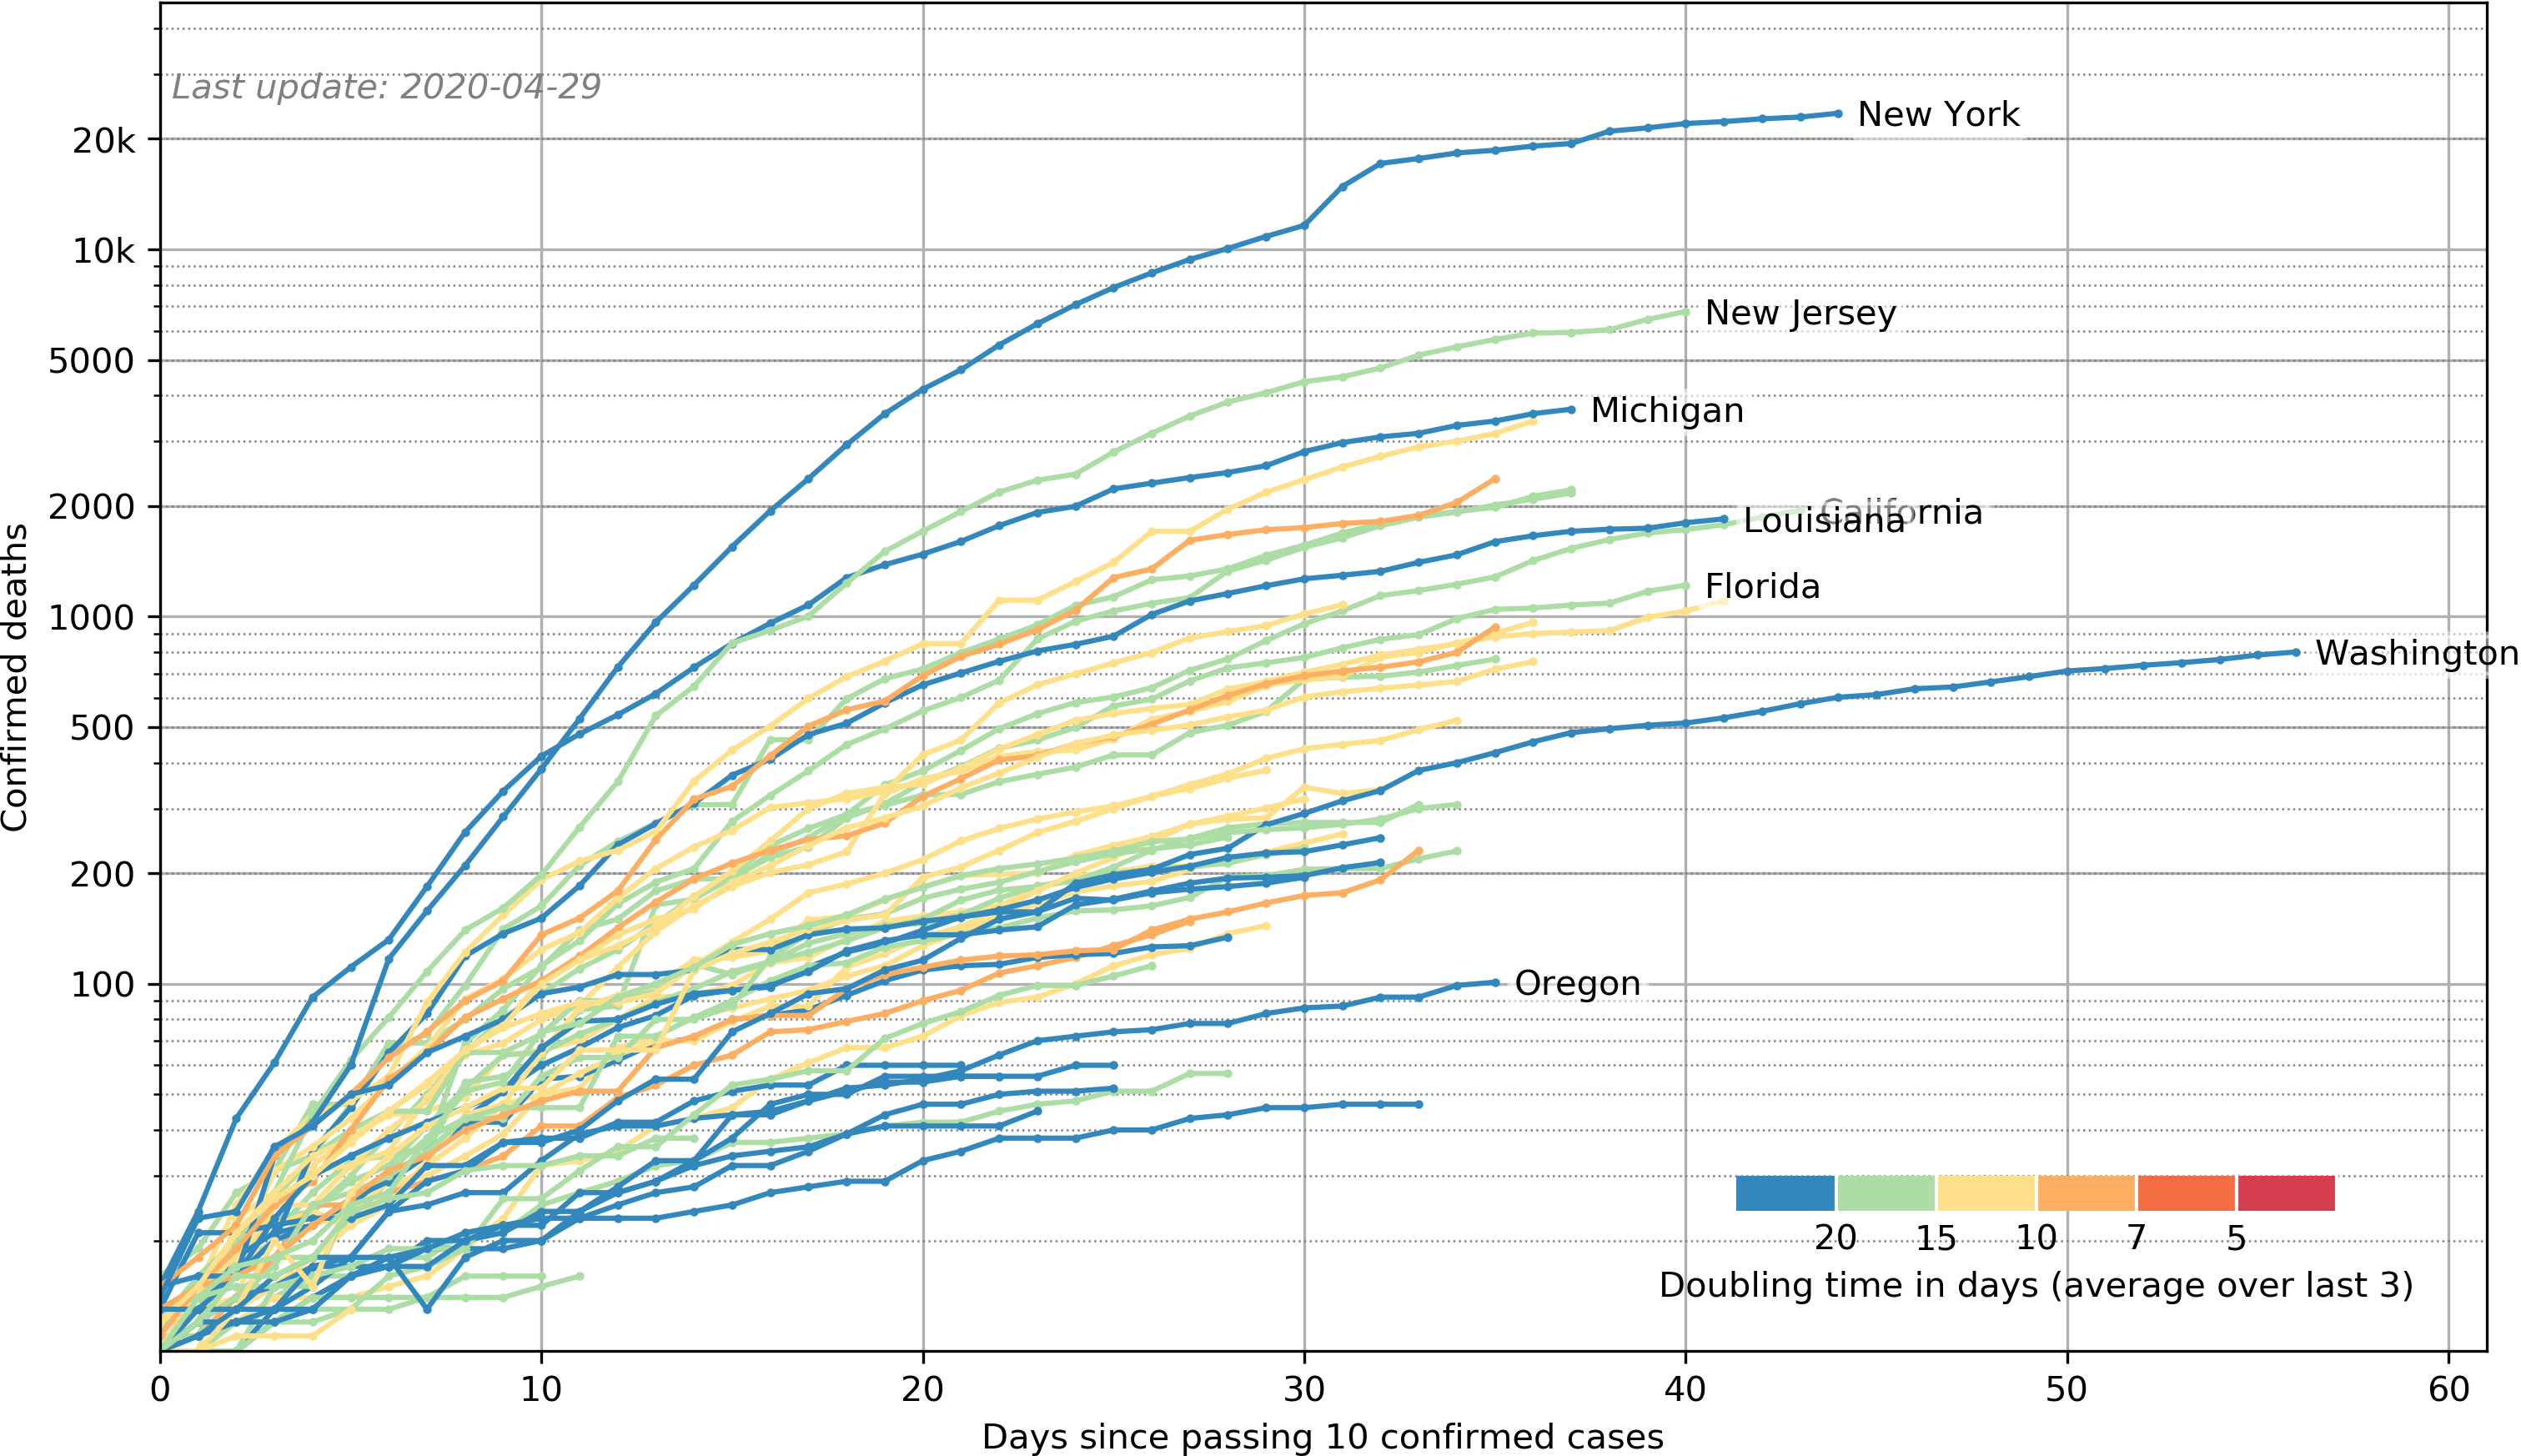 Last update: 2020-04-29
20k
10k
5000
2000
1000
500
200
100
Confirmed deaths
New York
New Jersey
Michigan
California
Louisiana
Florida
Washington
Oregon
20 15 10 7 5
Doubling time in days (average over last 3)
0 10 20 30 40 50 60
Days since passing 10 confirmed cases